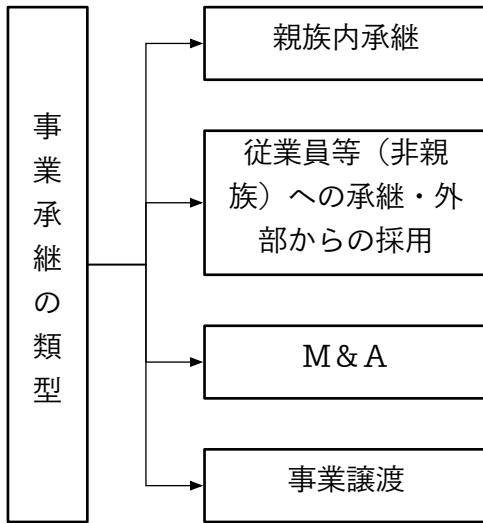 事業承継の類型
親族内承継
従業員等（非親
族）への承継・外
部からの採用
Ｍ＆Ａ
事業譲渡